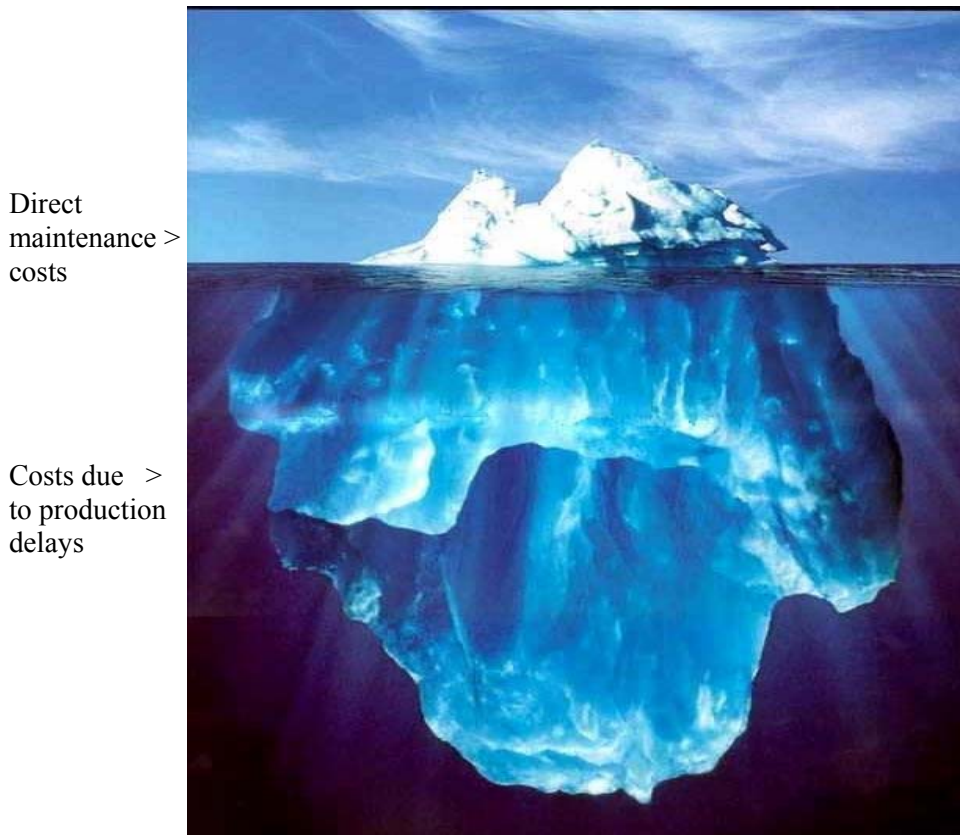 Direct
maintenance >
costs
Costs due >
to production
delays